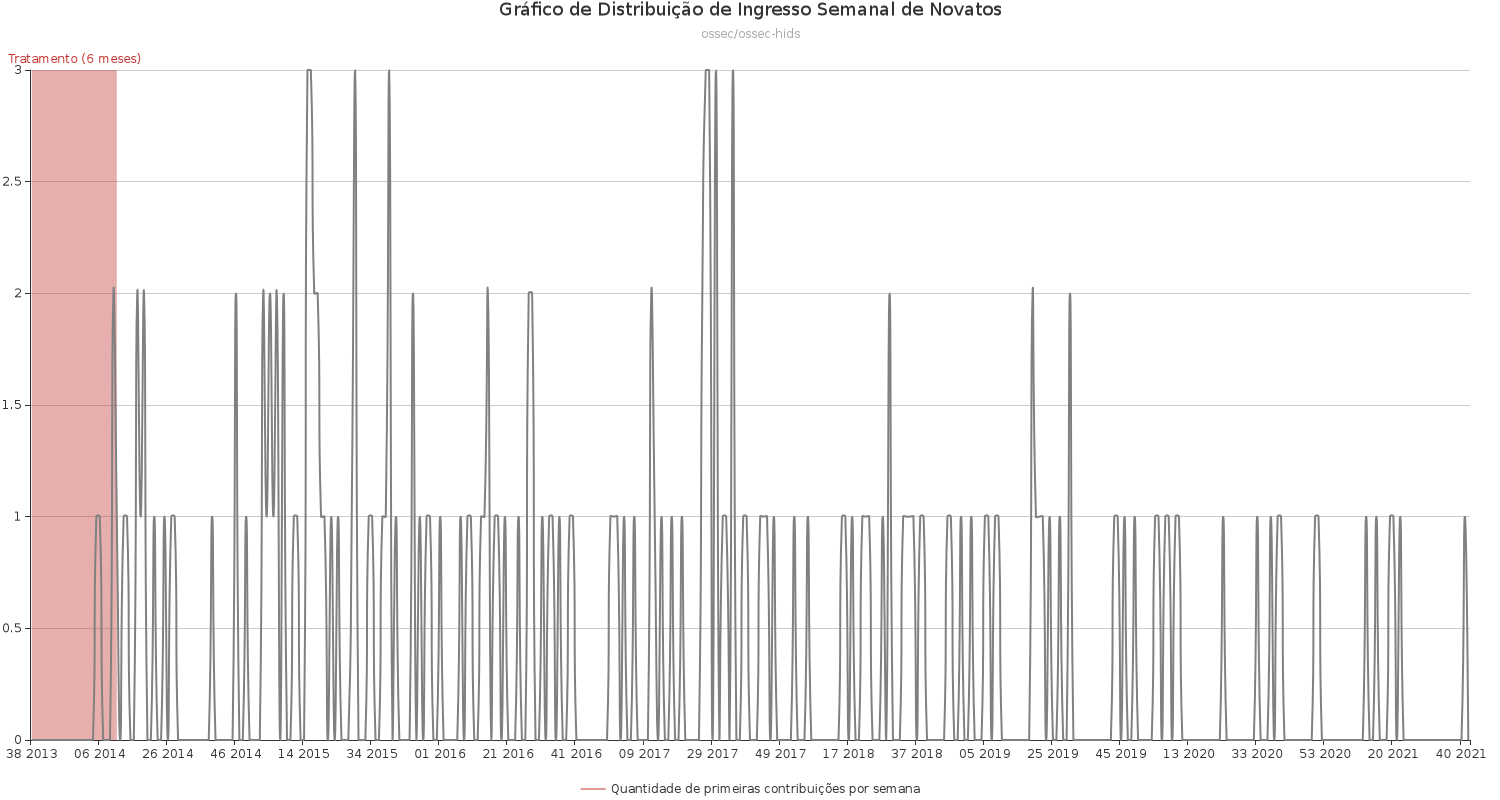 Gráfico de Distribuição de Ingresso Semanal de Novatos
ossec/ossec-hids
Tratamento (6 meses)
3
2.5
2
1.5
1
0.5
0
38 2013 06 2014 26 2014 46 2014 14 2015 34 2015 01 2016 21 2016 41 2016 09 2017 29 2017 49 2017 17 2018 37 2018 05 2019 25 2019 45 2019 13 2020 33 2020 53 2020 20 2021 40 2021
Quantidade de primeiras contribuições por semana